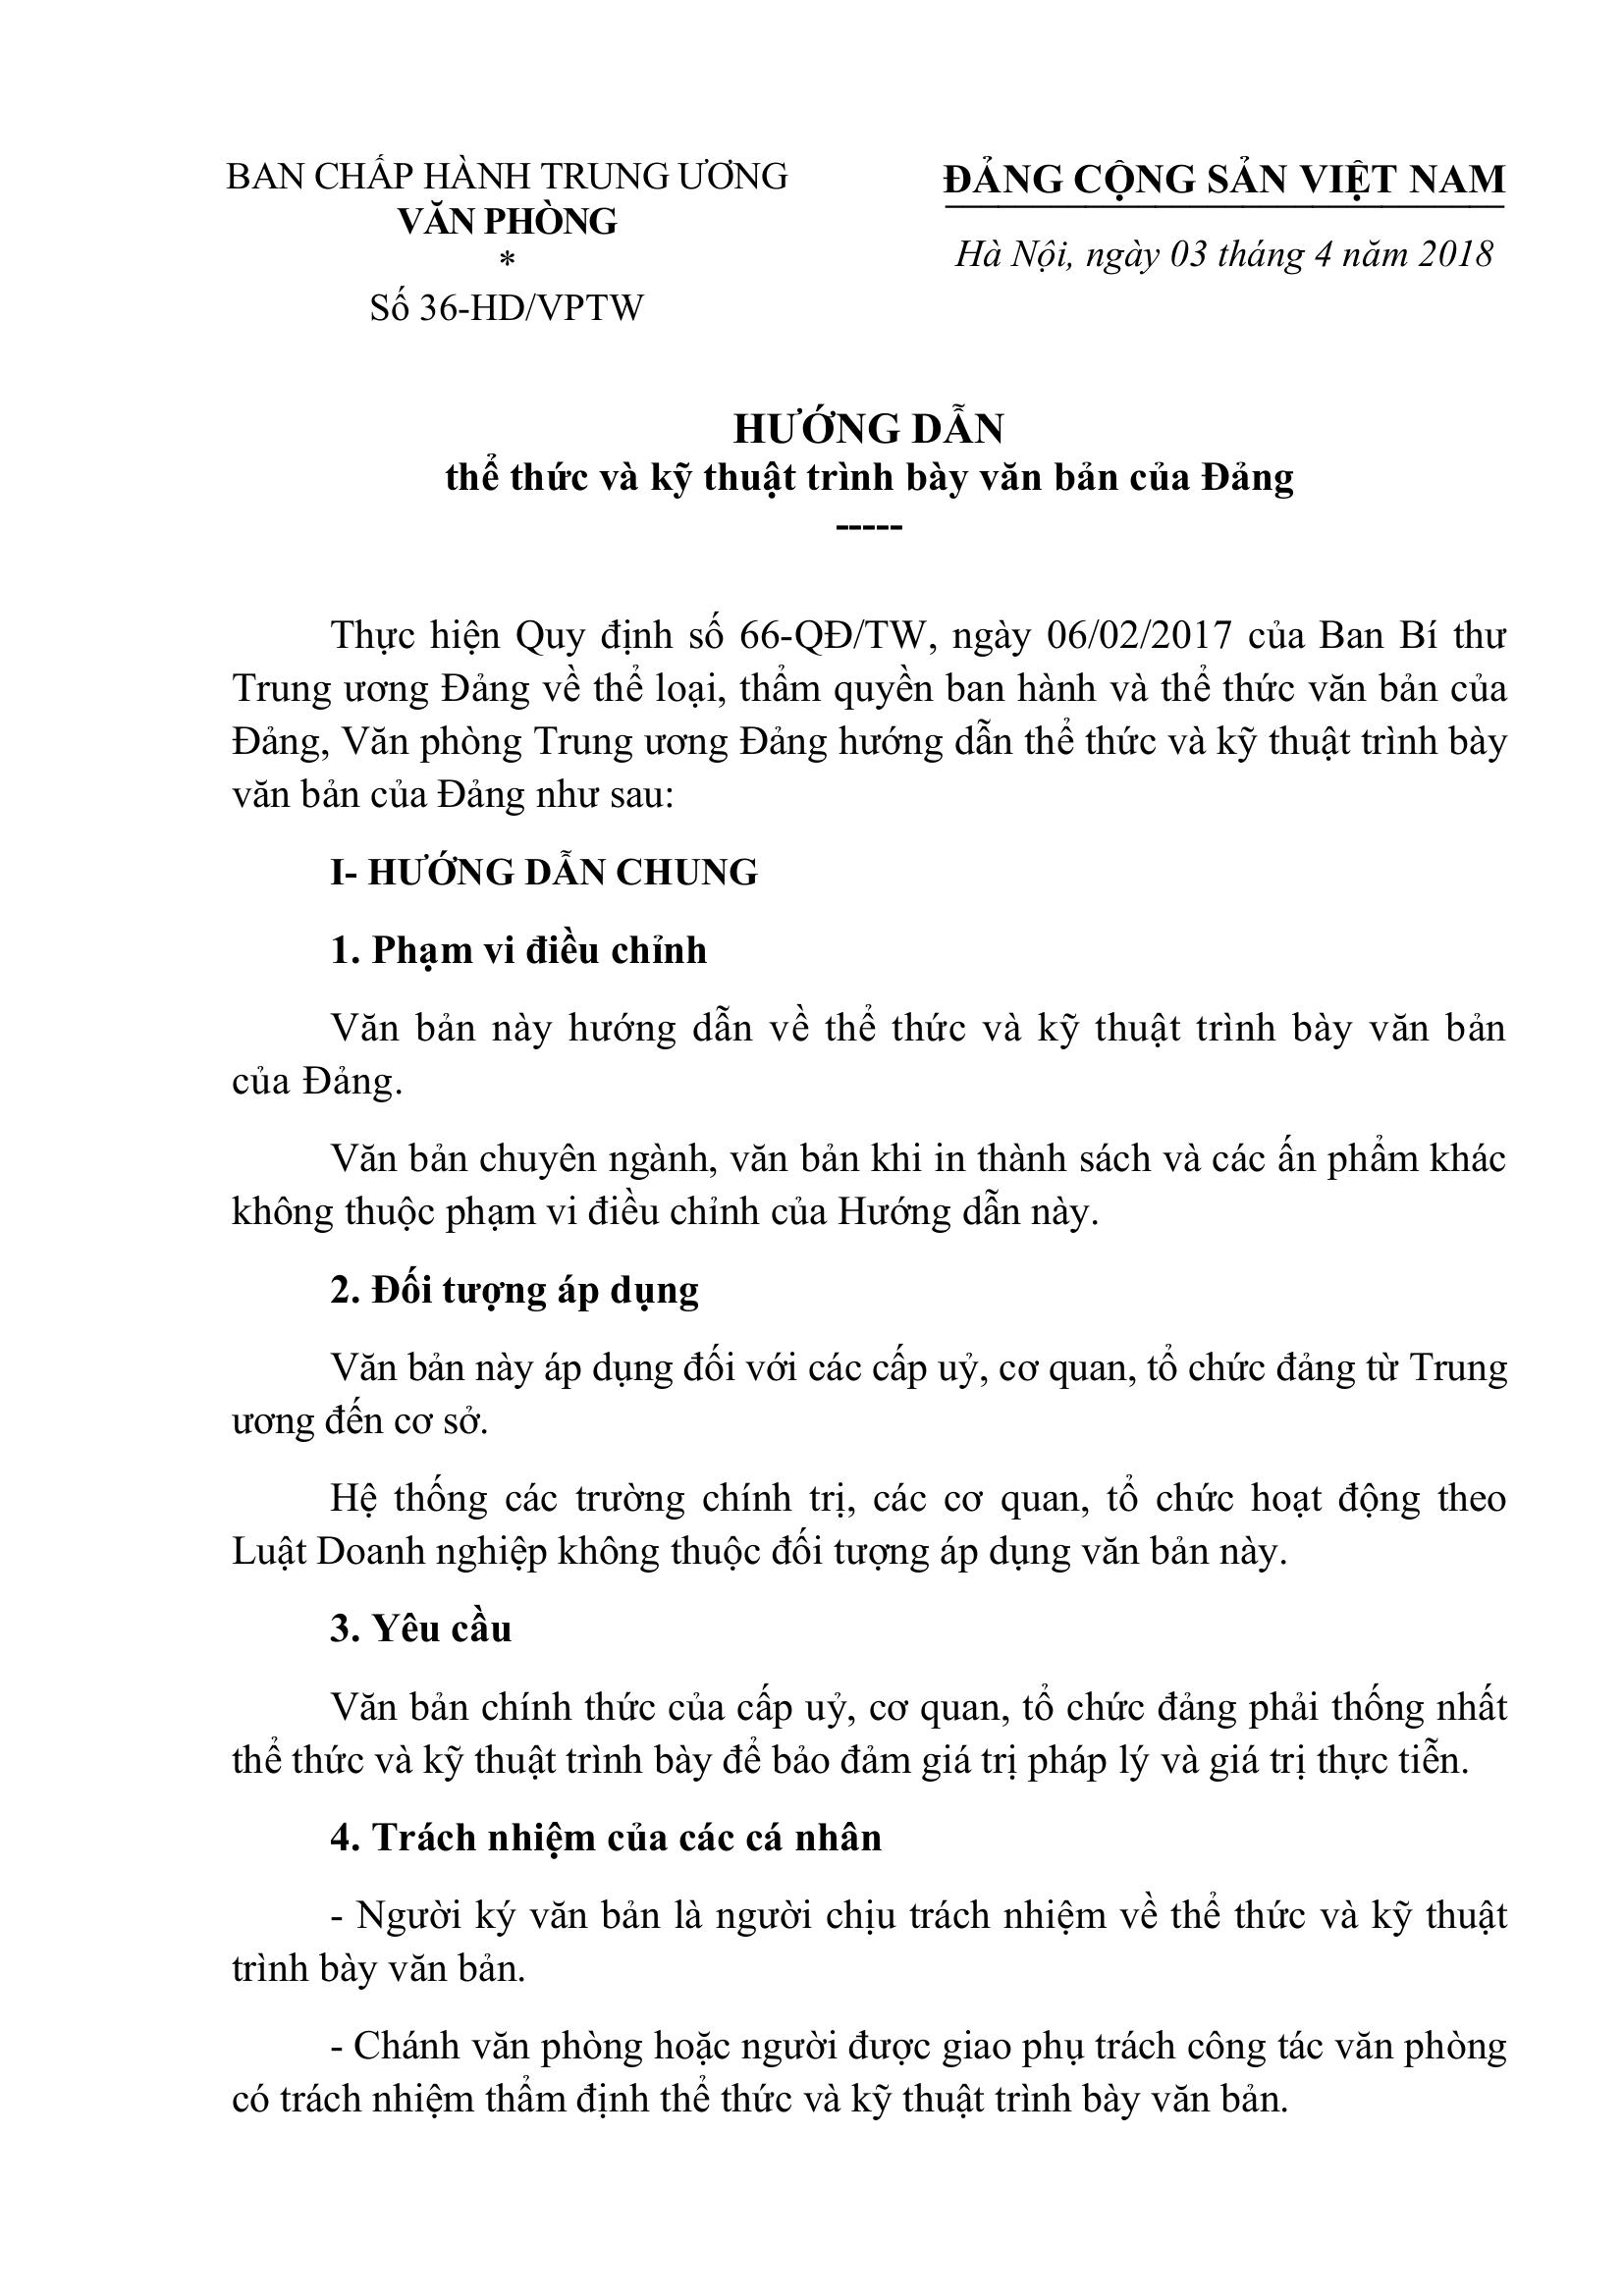 BAN CHẤP HÀNH TRUNG ƯƠNG
VĂN PHÒNG
*
Số 36-HD/VPTW
ĐẢNG CỘNG SẢN VIỆT NAM
Hà Nội, ngày 03 tháng 4 năm 2018
HƯỚNG DẪN
thể thức và kỹ thuật trình bày văn bản của Đảng
-----
Thực hiện Quy định số 66-QĐ/TW, ngày 06/02/2017 của Ban Bí thư
Trung ương Đảng về thể loại, thẩm quyền ban hành và thể thức văn bản của
Đảng, Văn phòng Trung ương Đảng hướng dẫn thể thức và kỹ thuật trình bày
văn bản của Đảng như sau:
I- HƯỚNG DẪN CHUNG
1. Phạm vi điều chỉnh
Văn bản này hướng dẫn về thể thức và kỹ thuật trình bày văn bản
của Đảng.
Văn bản chuyên ngành, văn bản khi in thành sách và các ấn phẩm khác
không thuộc phạm vi điều chỉnh của Hướng dẫn này.
2. Đối tượng áp dụng
Văn bản này áp dụng đối với các cấp uỷ, cơ quan, tổ chức đảng từ Trung
ương đến cơ sở.
Hệ thống các trường chính trị, các cơ quan, tổ chức hoạt động theo
Luật Doanh nghiệp không thuộc đối tượng áp dụng văn bản này.
3. Yêu cầu
Văn bản chính thức của cấp uỷ, cơ quan, tổ chức đảng phải thống nhất
thể thức và kỹ thuật trình bày để bảo đảm giá trị pháp lý và giá trị thực tiễn.
4. Trách nhiệm của các cá nhân
- Người ký văn bản là người chịu trách nhiệm về thể thức và kỹ thuật
trình bày văn bản.
- Chánh văn phòng hoặc người được giao phụ trách công tác văn phòng
có trách nhiệm thẩm định thể thức và kỹ thuật trình bày văn bản.